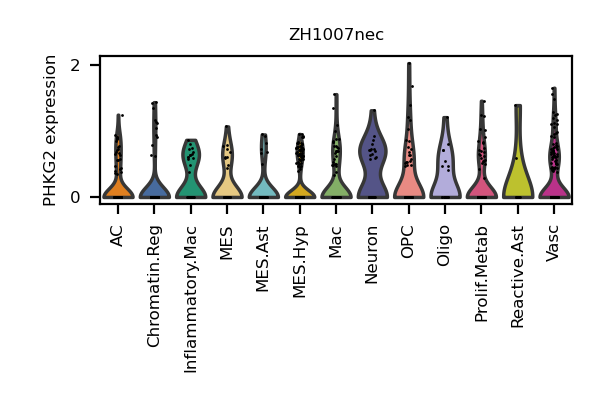 ZH1007nec
PHKG2 expression
2
0
AC
Chromatin.Reg
Inflammatory.Mac
MES
MES.Ast
MES.Hyp
Mac
Neuron
OPC
Oligo
Prolif.Metab
Reactive.Ast
Vasc